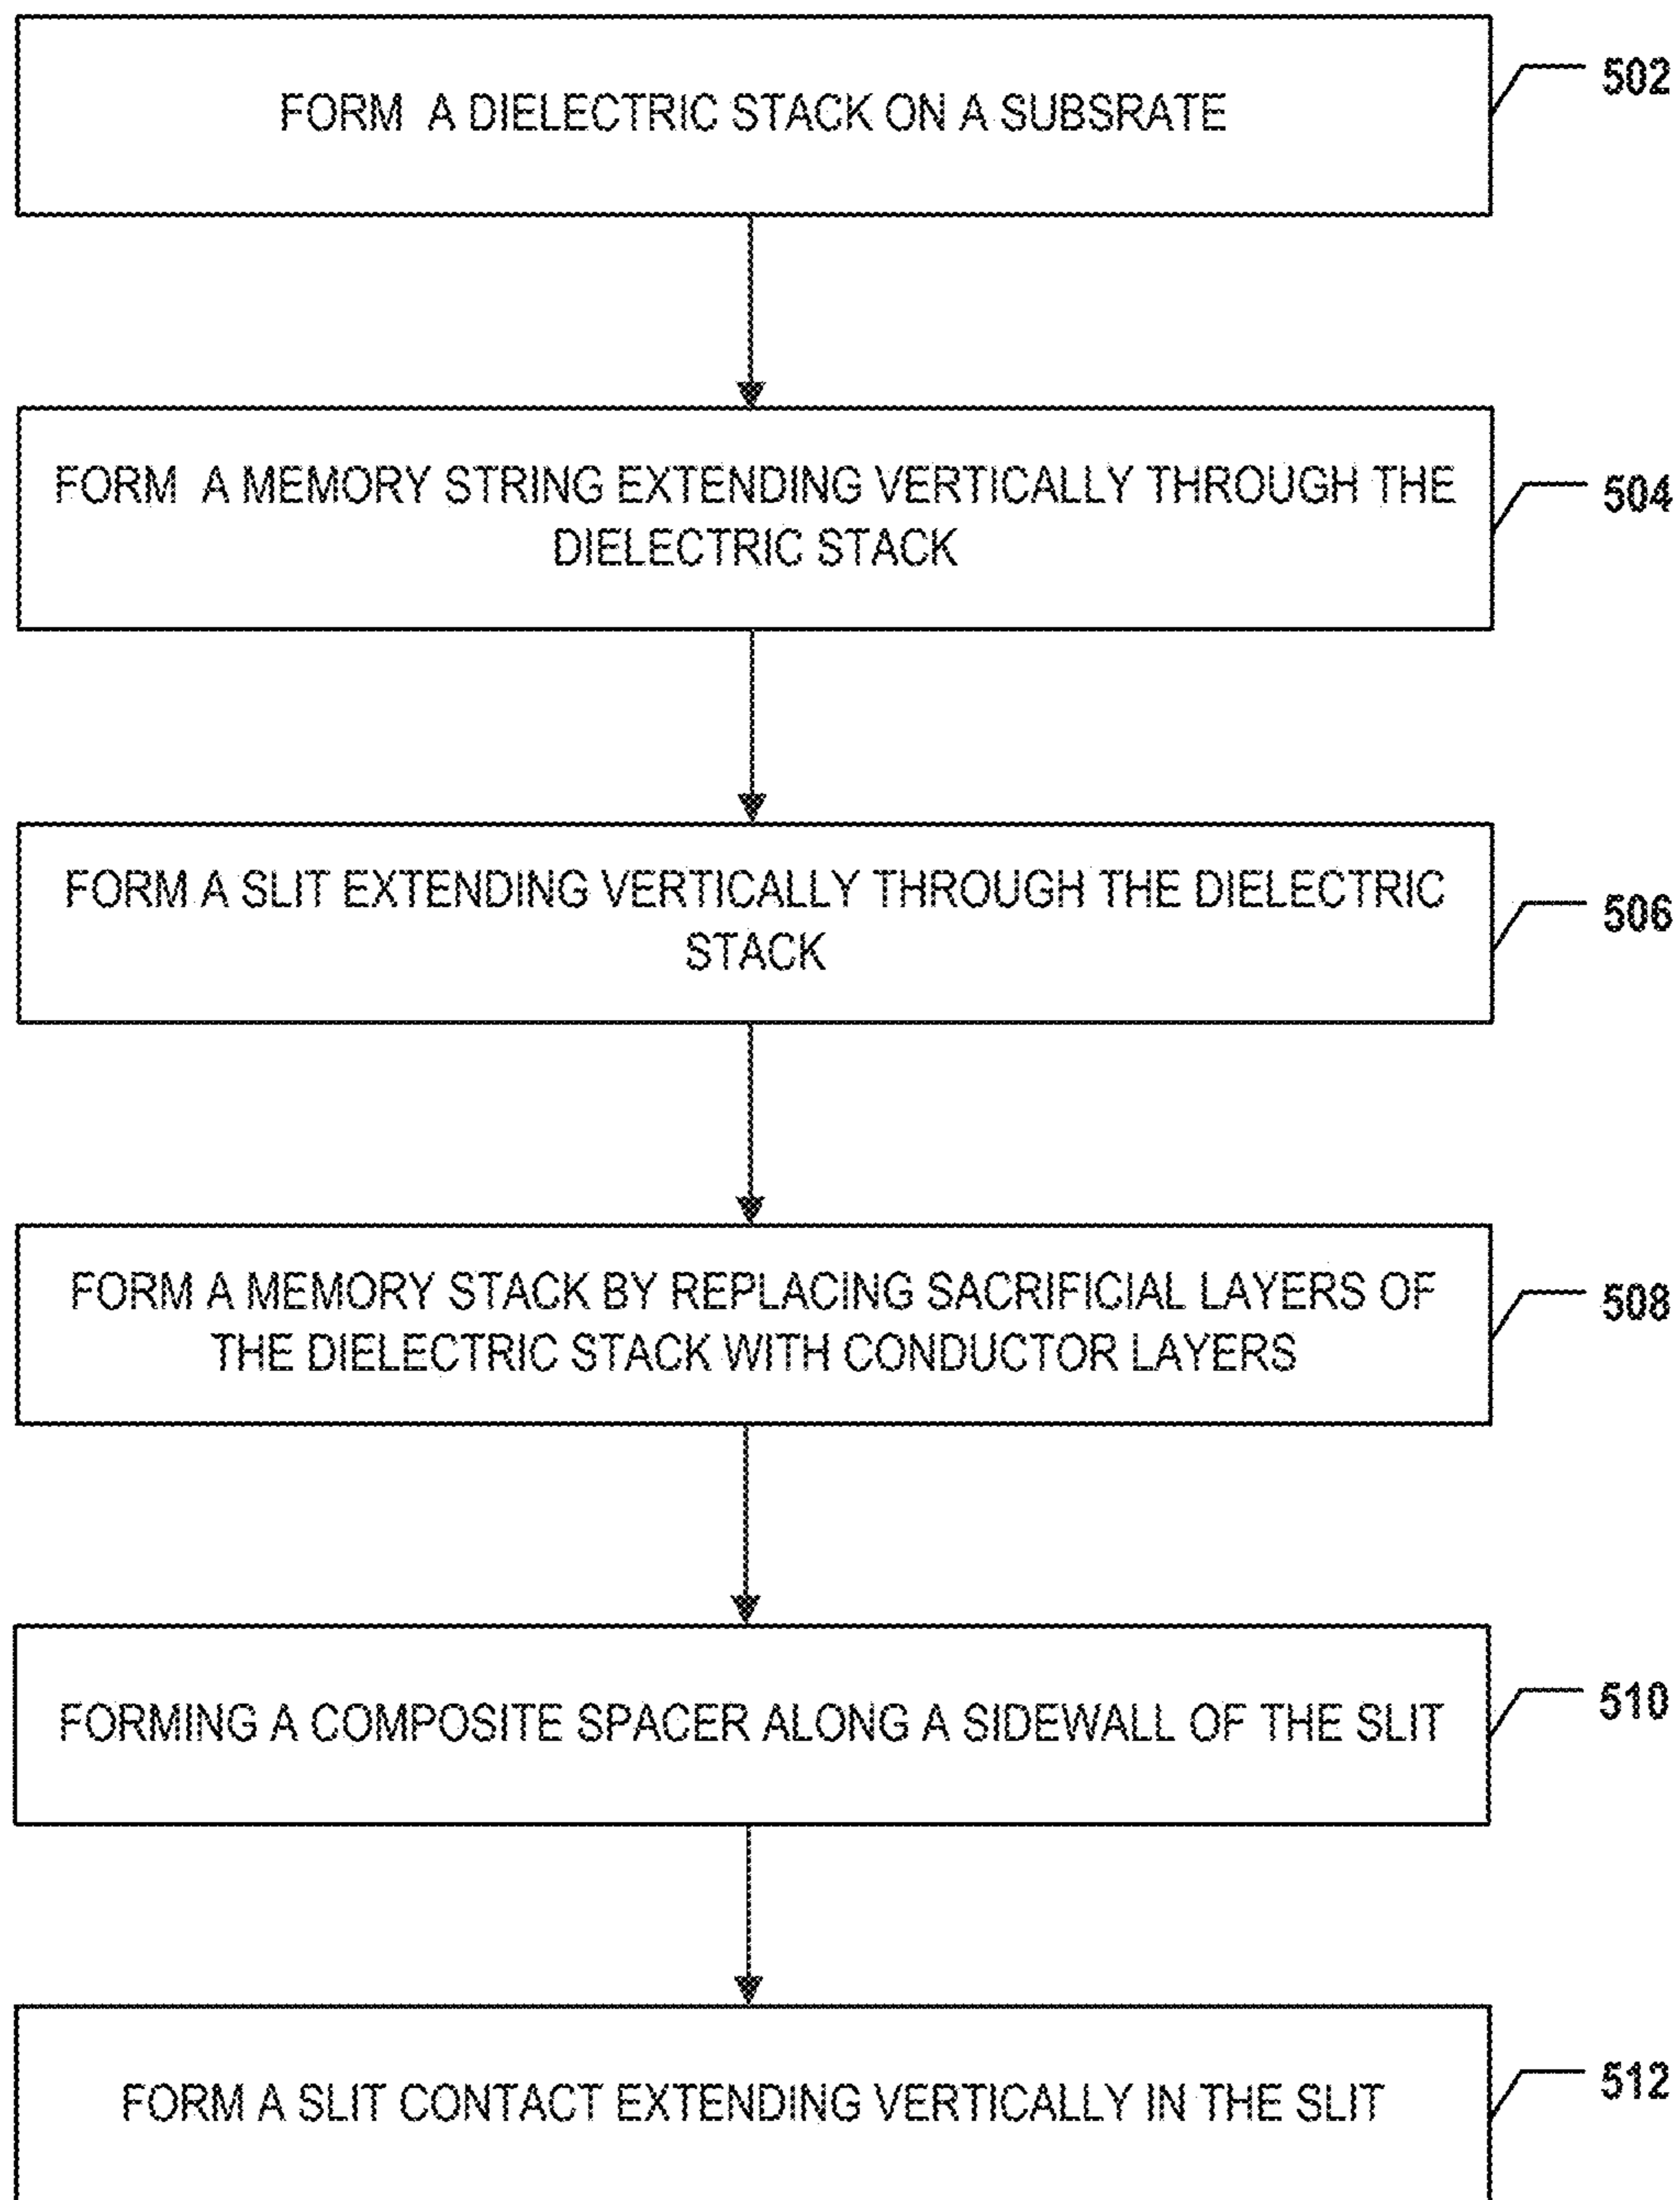 FORM A DIELECTRIC STACK ON A SUBSRATE
502
FORM A MEMORY STRING EXTENDING VERTICALLY THROUGH THE
DIELECTRIC STACK
504
FORM A SLIT EXTENDING VERTICALLY THROUGH THE DIELECTRIC
STACK
506
FORM A MEMORY STACK BY REPLACING SACRIFICIAL LAYERS OF
THE DIELECTRIC STACK WITH CONDUCTOR LAYERS
508
FORMING A COMPOSITE SPACER ALONG A SIDEWALL OF THE SLIT
510
FORM A SLIT CONTACT EXTENDING VERTICALLY IN THE SLIT
512